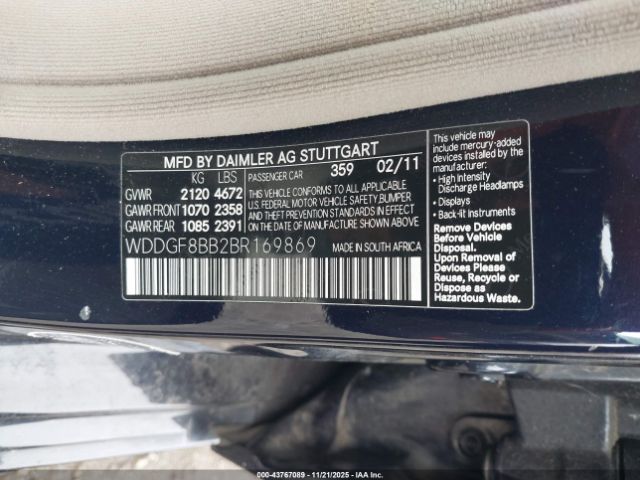 MFD BY DAIMLER AG STUTTGART
KG LBS PASSENGER CAR 359 02/11
GVWR 2120 4672
GAWR FRONT 1070 2358
GAWR REAR 1085 2391
THIS VEHICLE CONFORMS TO ALL APPLICABLE
U.S. FEDERAL MOTOR VEHICLE SAFETY, BUMPER
AND THEFT PREVENTION STANDARDS IN EFFECT
ON THE DATE OF MANUFACTURE SHOWN ABOVE.
WDDGF8BB2BR169869 MADE IN SOUTH AFRICA
This vehicle may
include mercury-added
devices installed by the
manufacturer:
• High Intensity
Discharge Headlamps
• Displays
• Back-lit Instruments
Remove Devices
Before Vehicle
Disposal.
Upon Removal of
Devices Please
Reuse, Recycle or
Dispose as
Hazardous Waste.
STOCK: ~43767089 11/21/2025 - IAA, Inc.